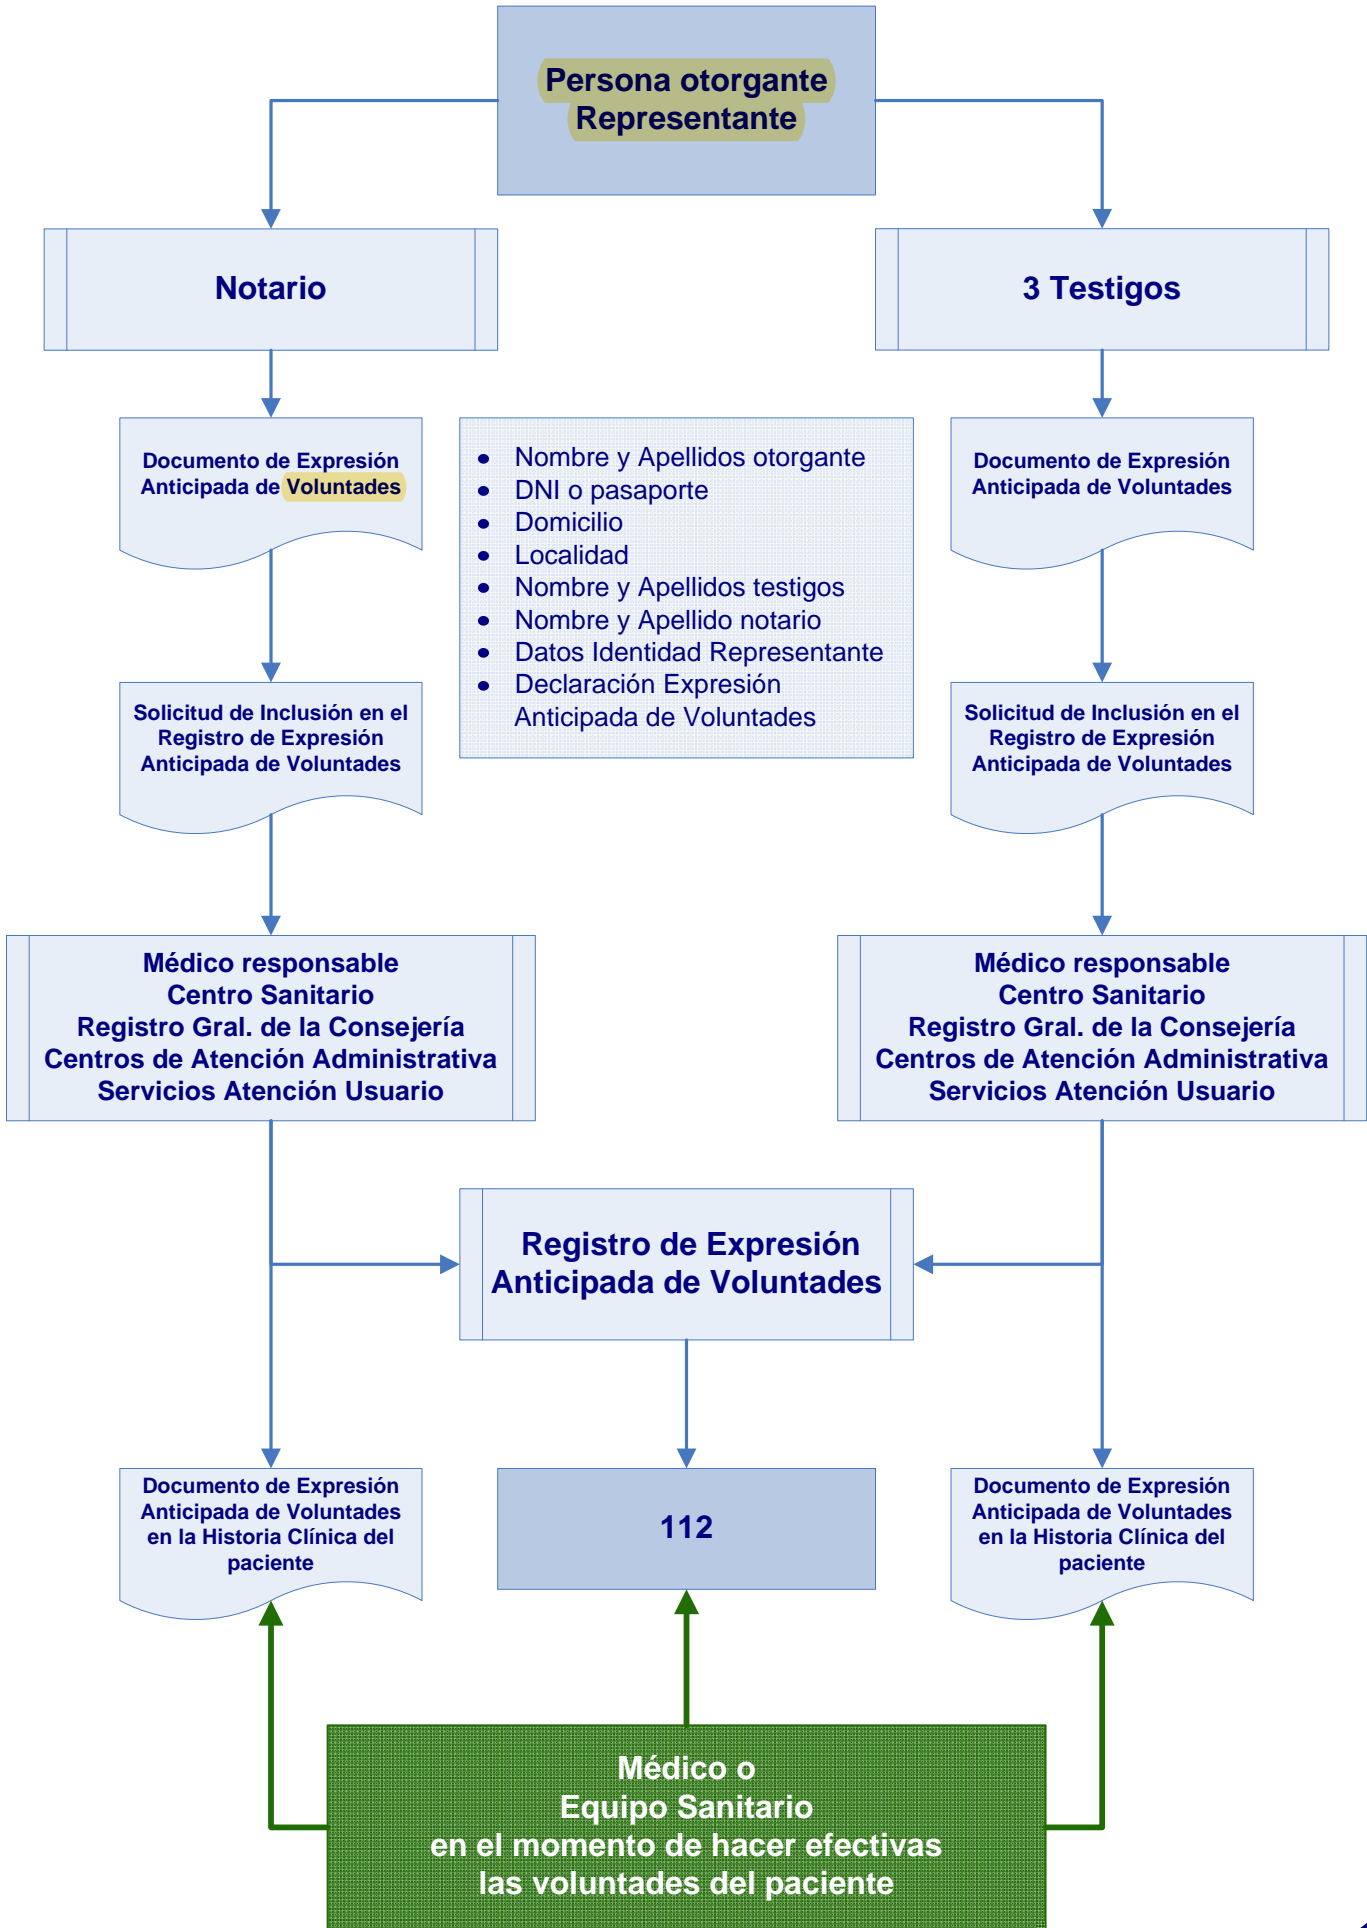 Persona otorgante
Representante
Notario
3 Testigos
Documento de Expresión
Anticipada de Voluntades
• Nombre y Apellidos otorgante
• DNI o pasaporte
• Domicilio
• Localidad
• Nombre y Apellidos testigos
• Nombre y Apellido notario
• Datos Identidad Representante
• Declaración Expresión
Anticipada de Voluntades
Documento de Expresión
Anticipada de Voluntades
Solicitud de Inclusión en el
Registro de Expresión
Anticipada de Voluntades
Solicitud de Inclusión en el
Registro de Expresión
Anticipada de Voluntades
Médico responsable
Centro Sanitario
Registro Gral. de la Consejería
Centros de Atención Administrativa
Servicios Atención Usuario
Médico responsable
Centro Sanitario
Registro Gral. de la Consejería
Centros de Atención Administrativa
Servicios Atención Usuario
Registro de Expresión
Anticipada de Voluntades
Documento de Expresión
Anticipada de Voluntades
en la Historia Clínica del
paciente
112
Documento de Expresión
Anticipada de Voluntades
en la Historia Clínica del
paciente
Médico o
Equipo Sanitario
en el momento de hacer efectivas
las voluntades del paciente